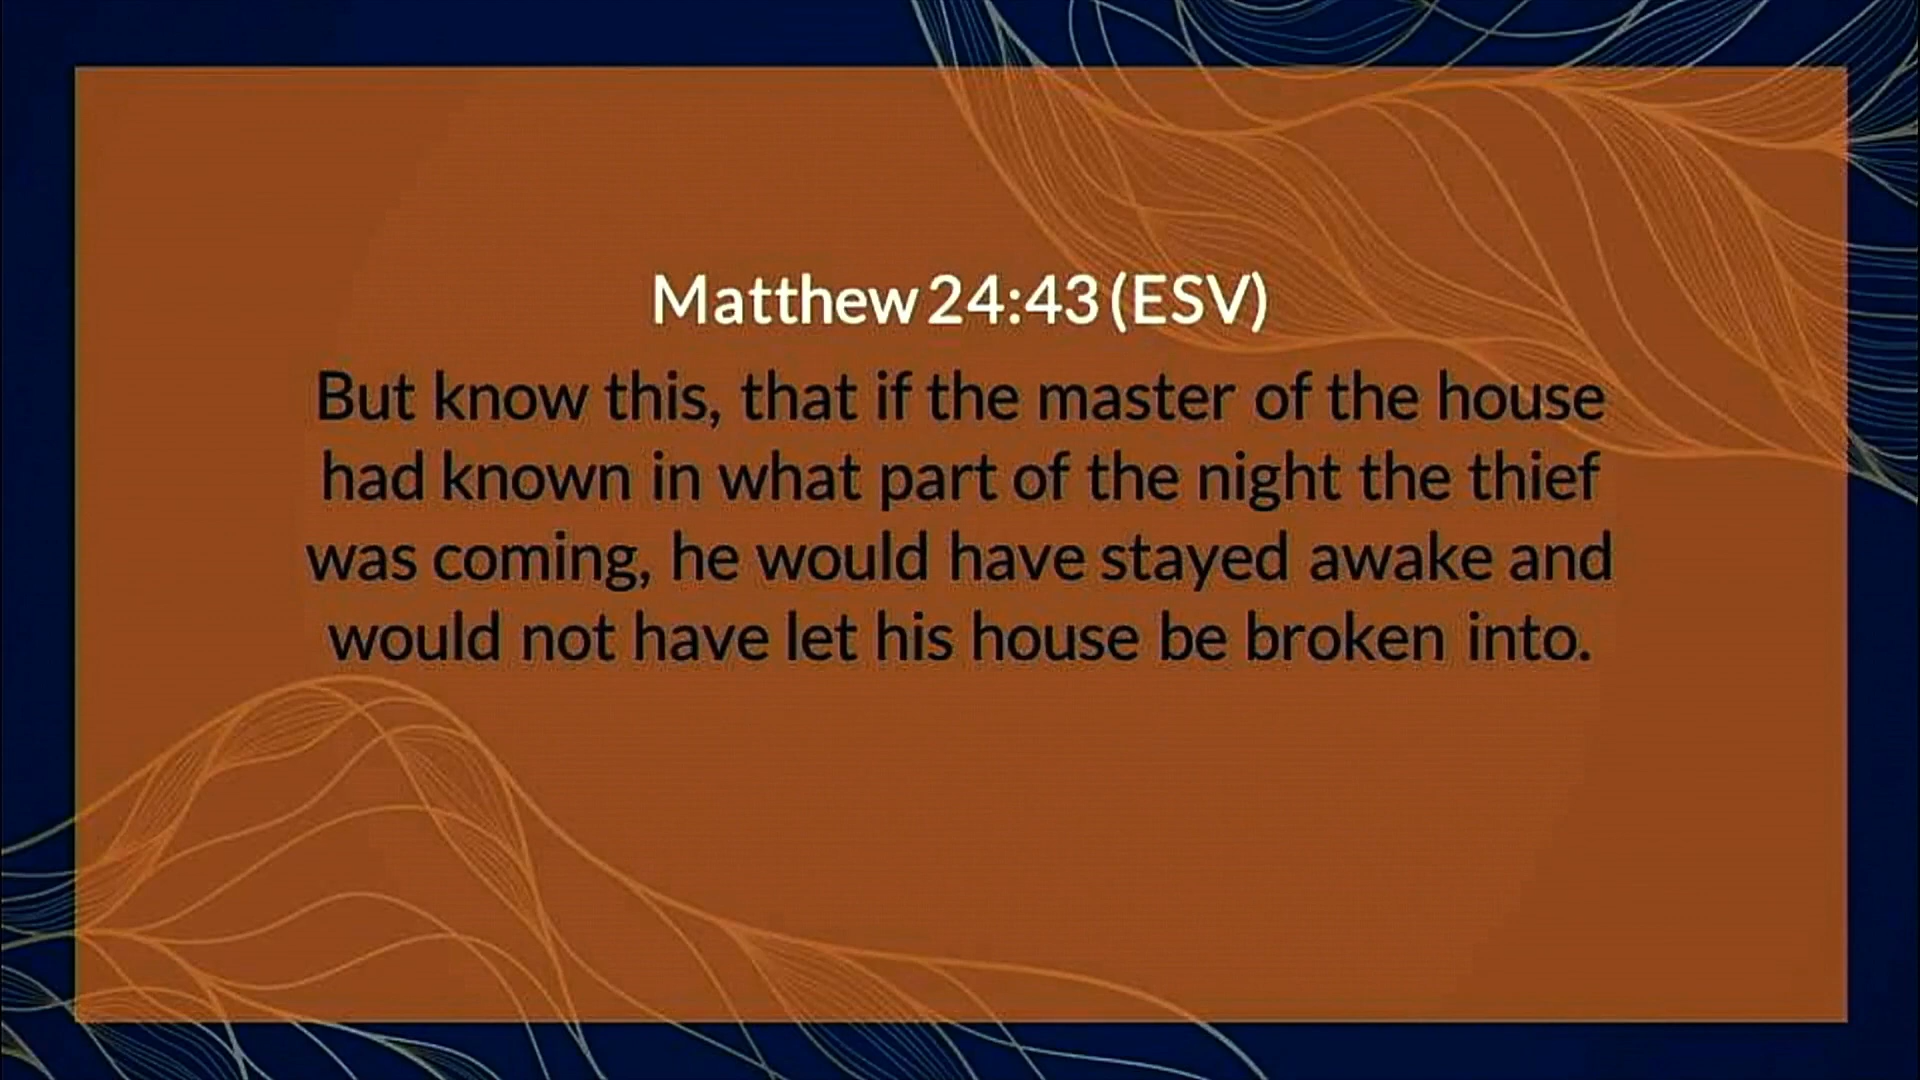 Matthew 24:43 (ESV)
But know this, that if the master of the house
had known in what part of the night the thief
was coming, he would have stayed awake and
would not have let his house be broken into.